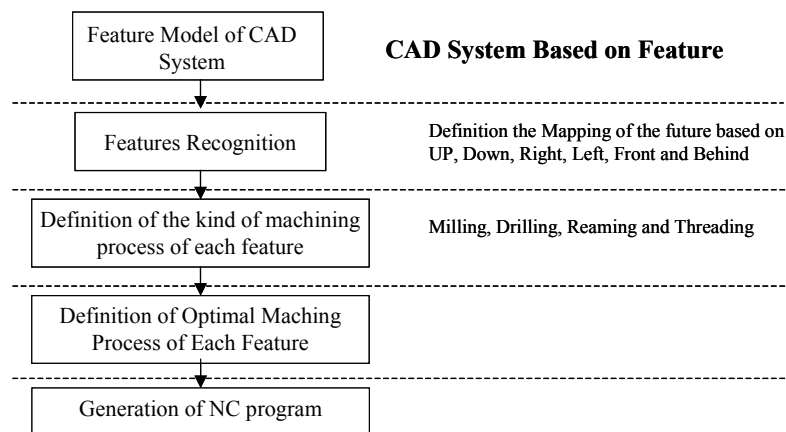 Feature Model of CAD
System
CAD System Based on Feature
Features Recognition
Definition the Mapping of the future based on
UP, Down, Right, Left, Front and Behind
Definition of the kind of machining
process of each feature
Milling, Drilling, Reaming and Threading
Definition of Optimal Maching
Process of Each Feature
Generation of NC program